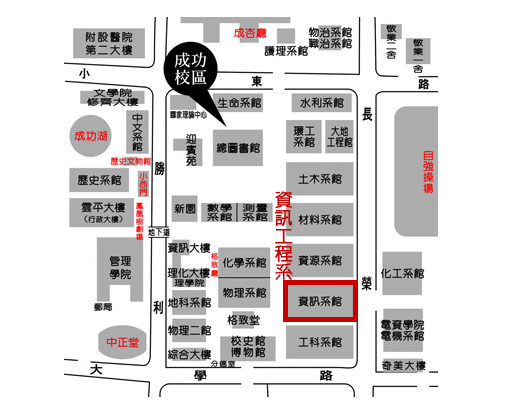 附設醫院
第二大樓
成杏廳
護理系館
物治系館
職治系館
敬業二舍
敬業一舍
小
東
路
成功
校區
文學院
修齊大樓
成功湖
中文系館
歷史文物館
歷史系館
小西門
雲平大樓
(行政大樓)
鳳凰樹劇場
地下道
勝
利
國家理論中心
生命系館
水利系館
迎賓苑
總圖書館
環工
系館
大地
工程館
長
榮
自強操場
土木系館
新園
數學
系館
測量
系館
材料系館
資訊工程系
資訊大樓
格致廳
化學系館
資源系館
管理
學院
理化大樓
理學院
物理系館
資訊系館
化工系館
郵局
地科系館
格致堂
電資學院
電機系館
中正堂
物理二館
校史館
博物館
工科系館
綜合大樓
分遇室
奇美大樓
大
學
路